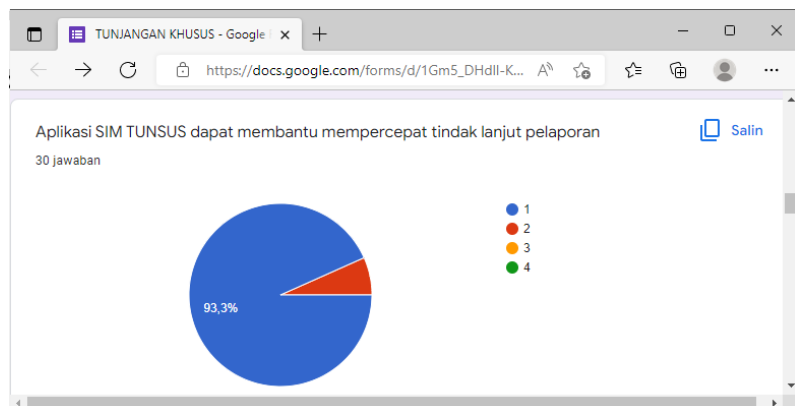 TUNJANGAN KHUSUS - Google
https://docs.google.com/forms/d/1Gm5_DHdII-K...
Aplikasi SIM TUNSUS dapat membantu mempercepat tindak lanjut pelaporan
Salin
30 jawaban
1
2
3
4
93,3%